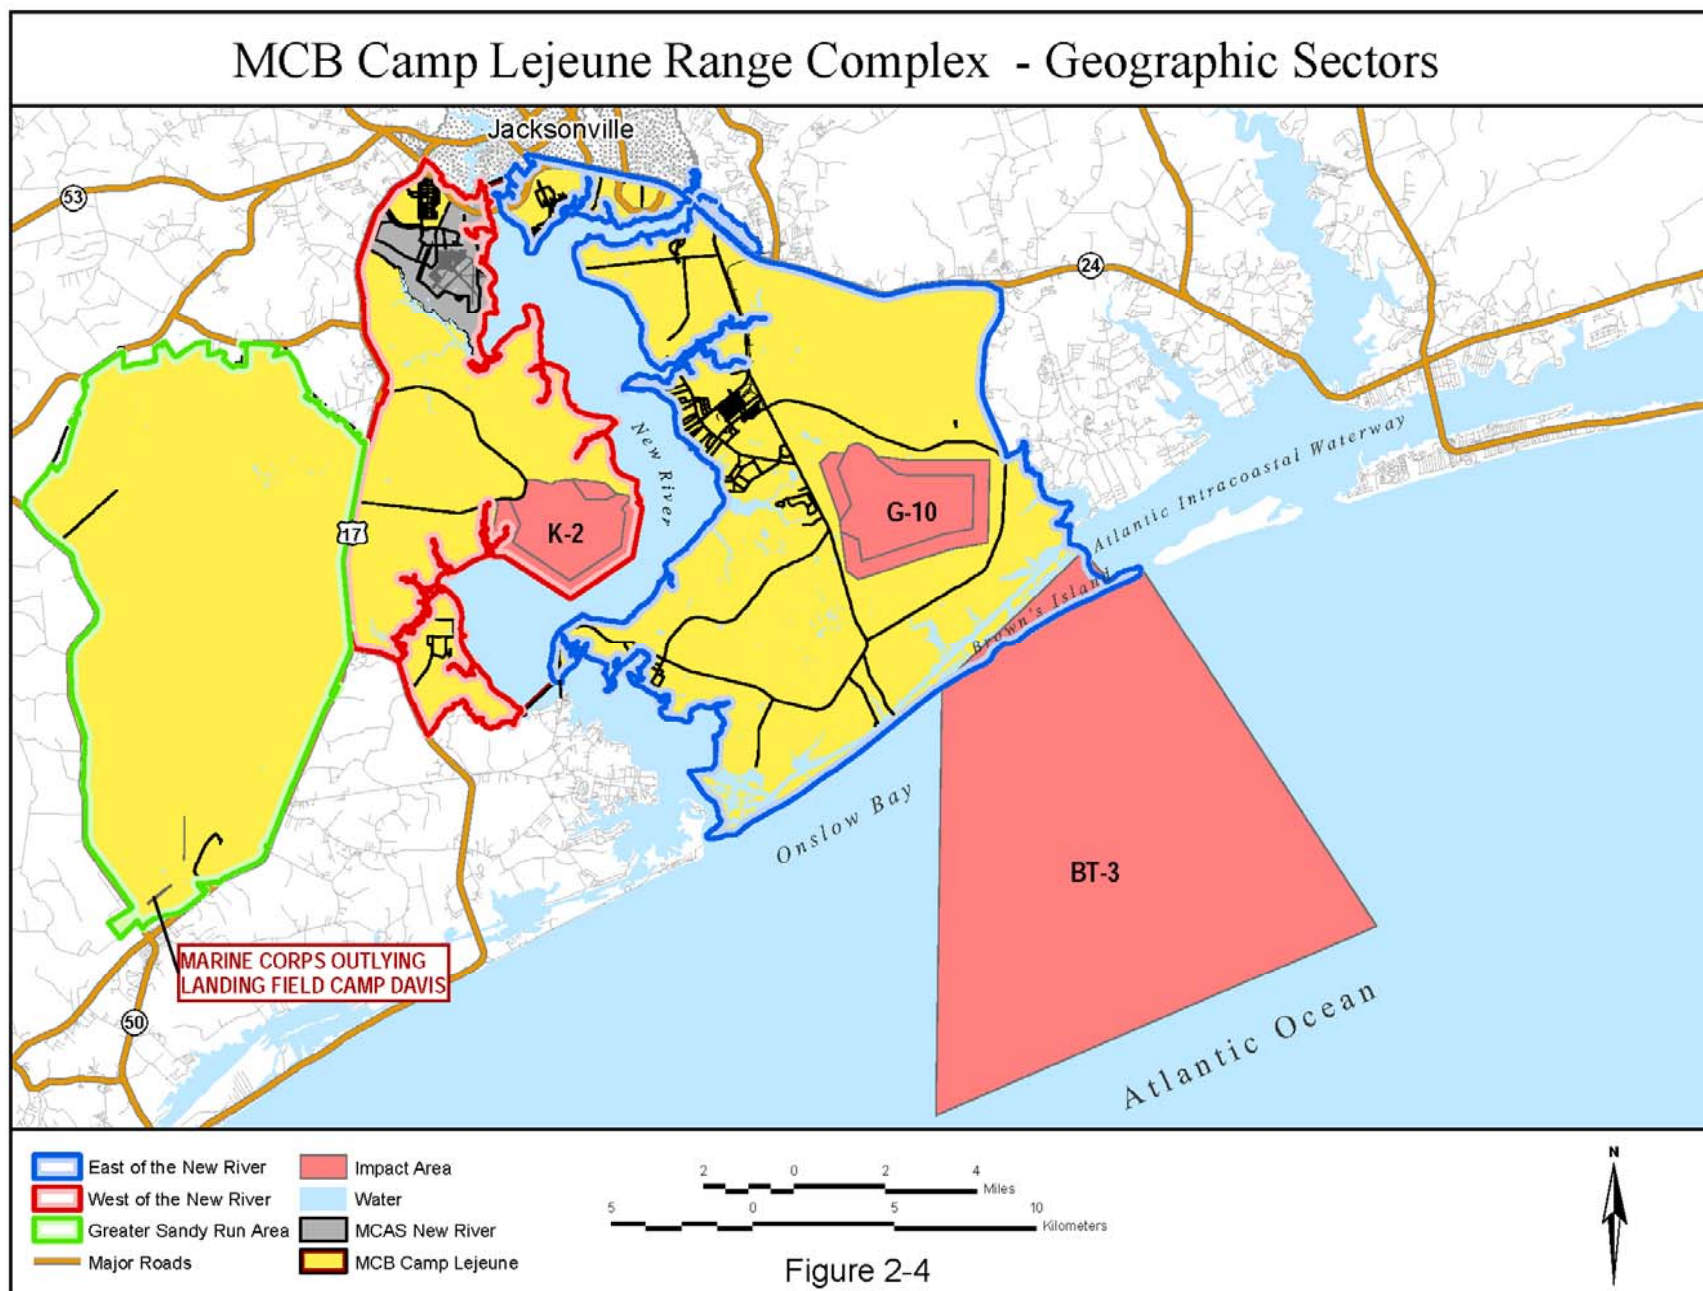 MCB Camp Lejeune Range Complex - Geographic Sectors
Jacksonville
53
24
New River
Atlantic Intracoastal Waterway
17
K-2
G-10
Brown's Island
Onslow Bay
BT-3
MARINE CORPS OUTLYING
LANDING FIELD CAMP DAVIS
50
Atlantic Ocean
East of the New River
West of the New River
Greater Sandy Run Area
Major Roads
Impact Area
Water
MCAS New River
MCB Camp Lejeune
2 0 2 4
Miles
5 0 5 10
Kilometers
Figure 2-4
N